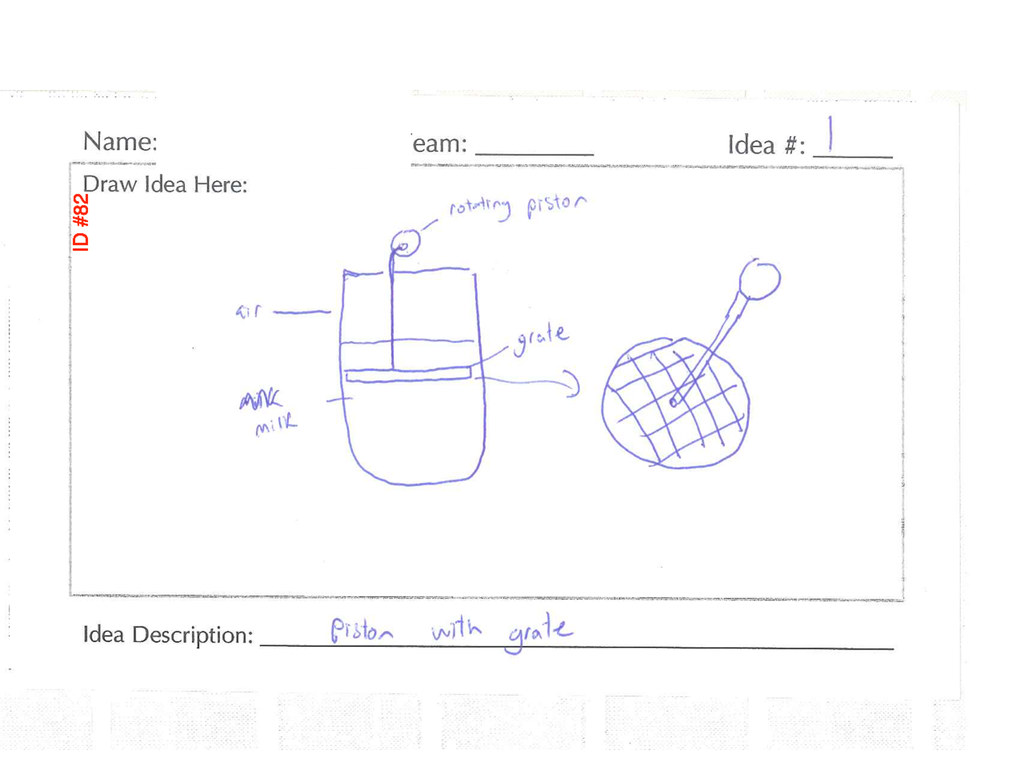 Name:
eam:
Idea #: 1
Draw Idea Here:
ID #82
rotating piston
air
grate
milk
milk
Idea Description: Piston with grate